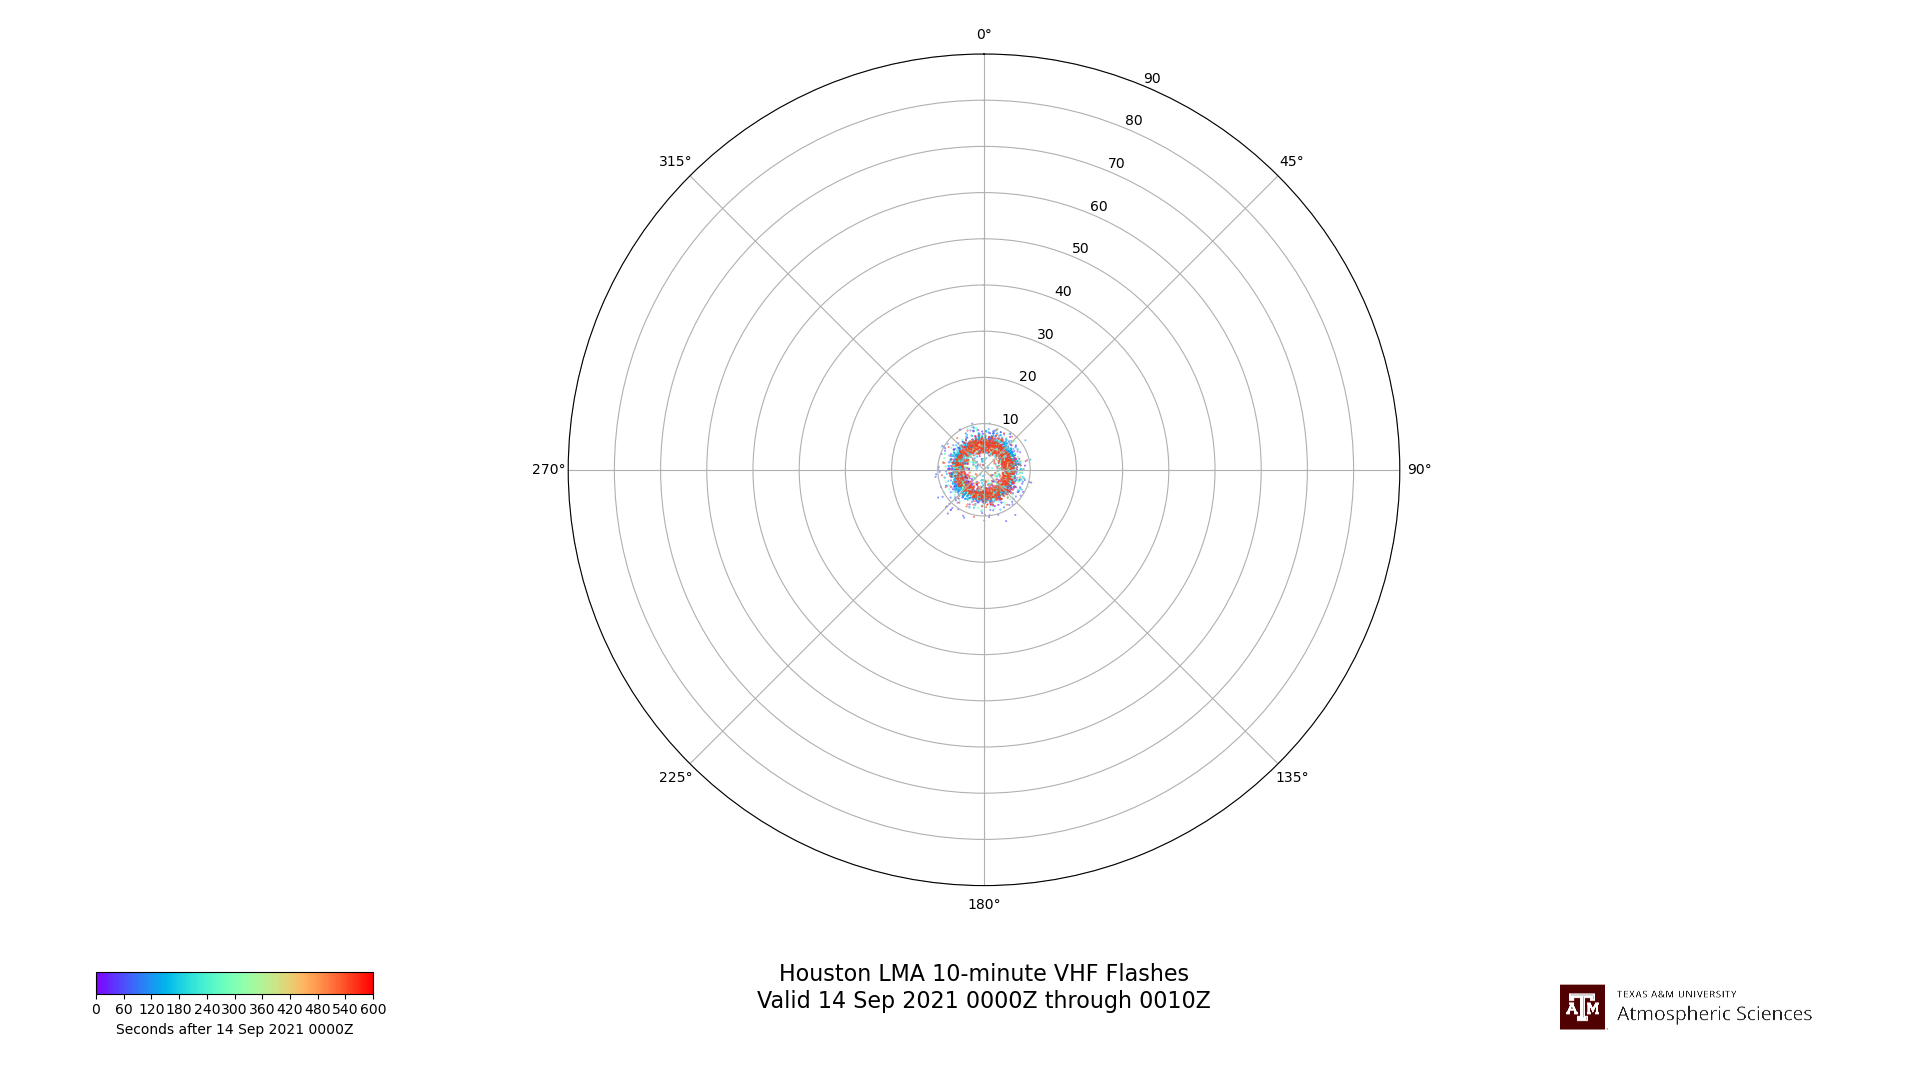 0°
90
80
315°
45°
70
60
50
40
30
20
10
270°
90°
225°
135°
180°
Houston LMA 10-minute VHF Flashes
Valid 14 Sep 2021 0000Z through 0010Z
0 60 120 180 240 300 360 420 480 540 600
Seconds after 14 Sep 2021 0000Z
ATM
TEXAS A&M UNIVERSITY
Atmospheric Sciences